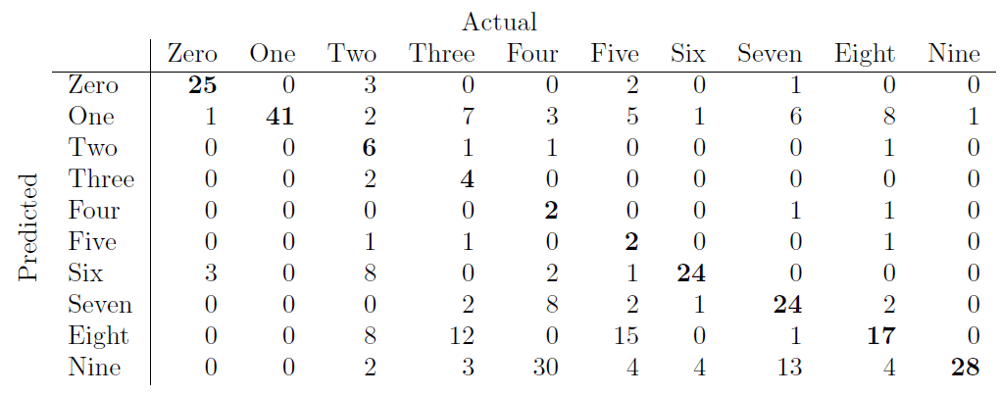 Actual
Zero One Two Three Four Five Six Seven Eight Nine
Zero 25 0 3 0 0 2 0 1 0 0
One 1 41 2 7 3 5 1 6 8 1
Two 0 0 6 1 1 0 0 0 1 0
Three 0 0 2 4 0 0 0 0 0 0
Four 0 0 0 0 2 0 0 1 1 0
Five 0 0 1 1 0 2 0 0 1 0
Six 3 0 8 0 2 1 24 0 0 0
Seven 0 0 0 2 8 2 1 24 2 0
Eight 0 0 8 12 0 15 0 1 17 0
Nine 0 0 2 3 30 4 4 13 4 28
Predicted